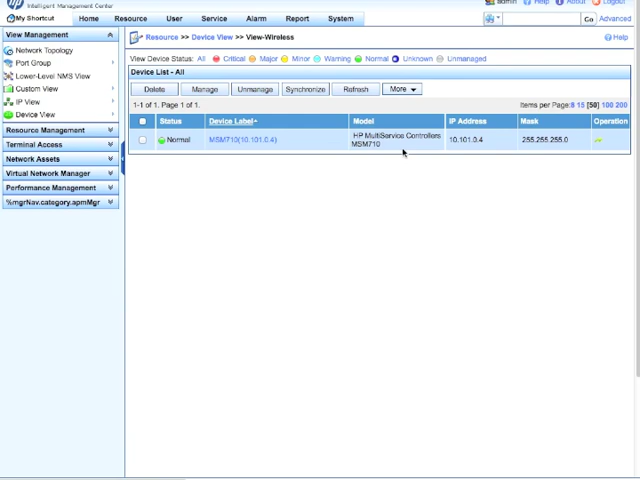 hp
Intelligent Management Center
admin Help About Logout
My Shortcut Home Resource User Service Alarm Report System
Go Advanced
View Management
Network Topology
Port Group
Lower-Level NMS View
Custom View
IP View
Device View
Resource Management
Terminal Access
Network Assets
Virtual Network Manager
Performance Management
%mgrNav.category.apmMgr
Resource >> Device View >> View-Wireless
Help
View Device Status: All Critical Major Minor Warning Normal Unknown Unmanaged
Device List - All
Delete Manage Unmanage Synchronize Refresh More
1-1 of 1. Page 1 of 1.
Items per Page:8 15 [50] 100 200
Status Device Label Model IP Address Mask Operation
Normal MSM710(10.101.0.4) HP MultiService Controllers MSM710 10.101.0.4 255.255.255.0